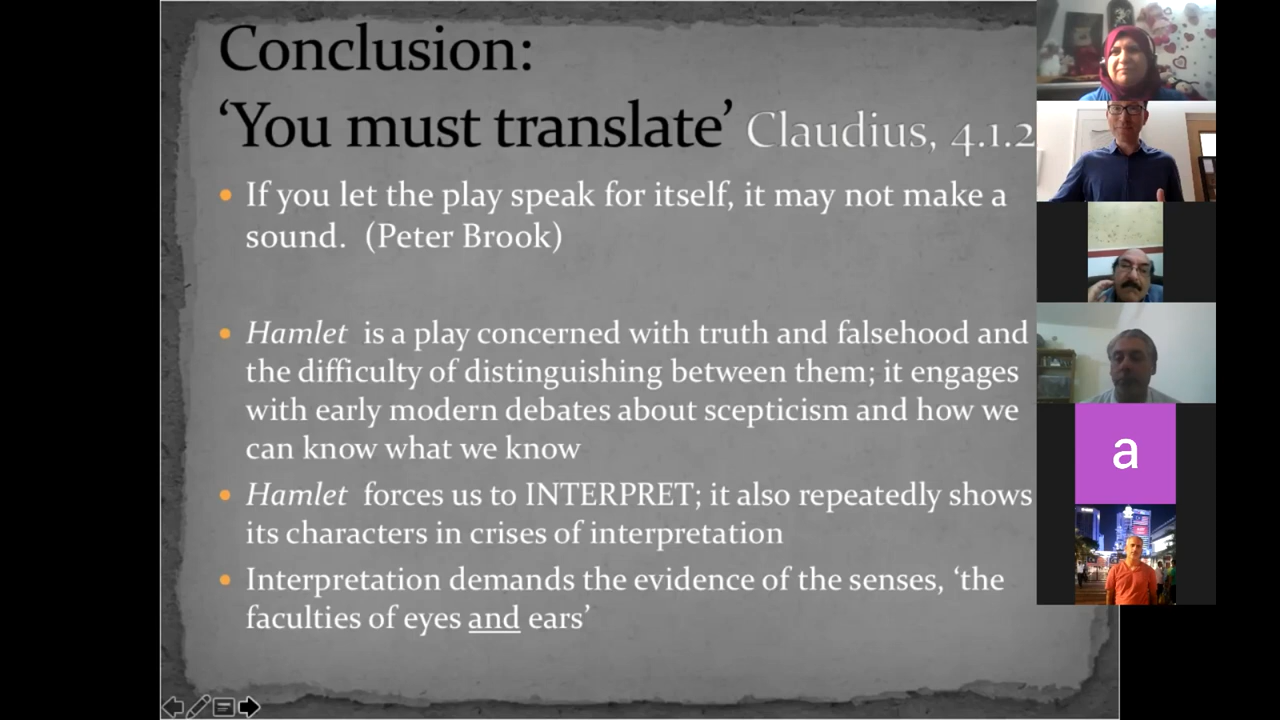 Conclusion:
‘You must translate’ Claudius, 4.1.2
If you let the play speak for itself, it may not make a
sound. (Peter Brook)
Hamlet is a play concerned with truth and falsehood and
the difficulty of distinguishing between them; it engages
with early modern debates about scepticism and how we
can know what we know
Hamlet forces us to INTERPRET; it also repeatedly shows
its characters in crises of interpretation
Interpretation demands the evidence of the senses, ‘the
faculties of eyes and ears’
a